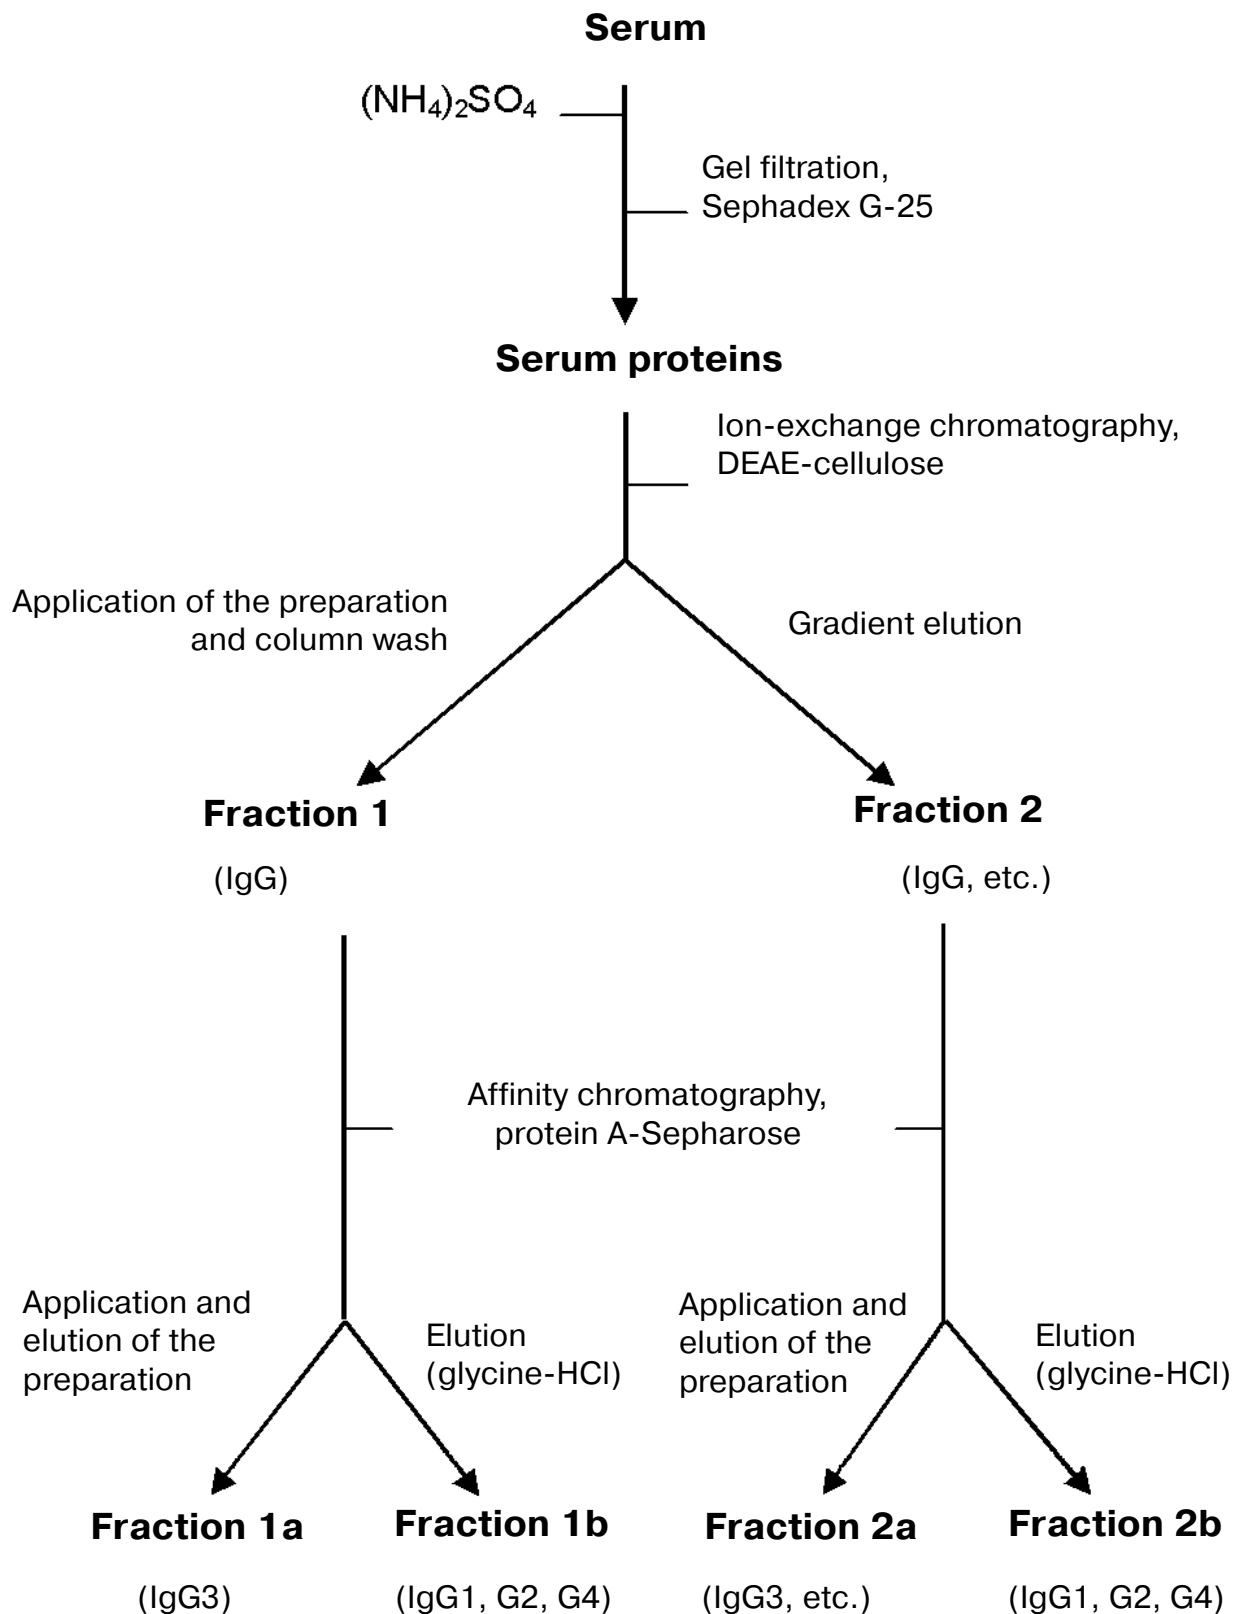 Serum
(NH₄)₂SO₄
Gel filtration,
Sephadex G-25
Serum proteins
Ion-exchange chromatography,
DEAE-cellulose
Application of the preparation
and column wash
Gradient elution
Fraction 1
Fraction 2
(IgG)
(IgG, etc.)
Affinity chromatography,
protein A-Sepharose
Application and
elution of the
preparation
Elution
(glycine-HCl)
Application and
elution of the
preparation
Elution
(glycine-HCl)
Fraction 1a
Fraction 1b
Fraction 2a
Fraction 2b
(IgG3)
(IgG1, G2, G4)
(IgG3, etc.)
(IgG1, G2, G4)